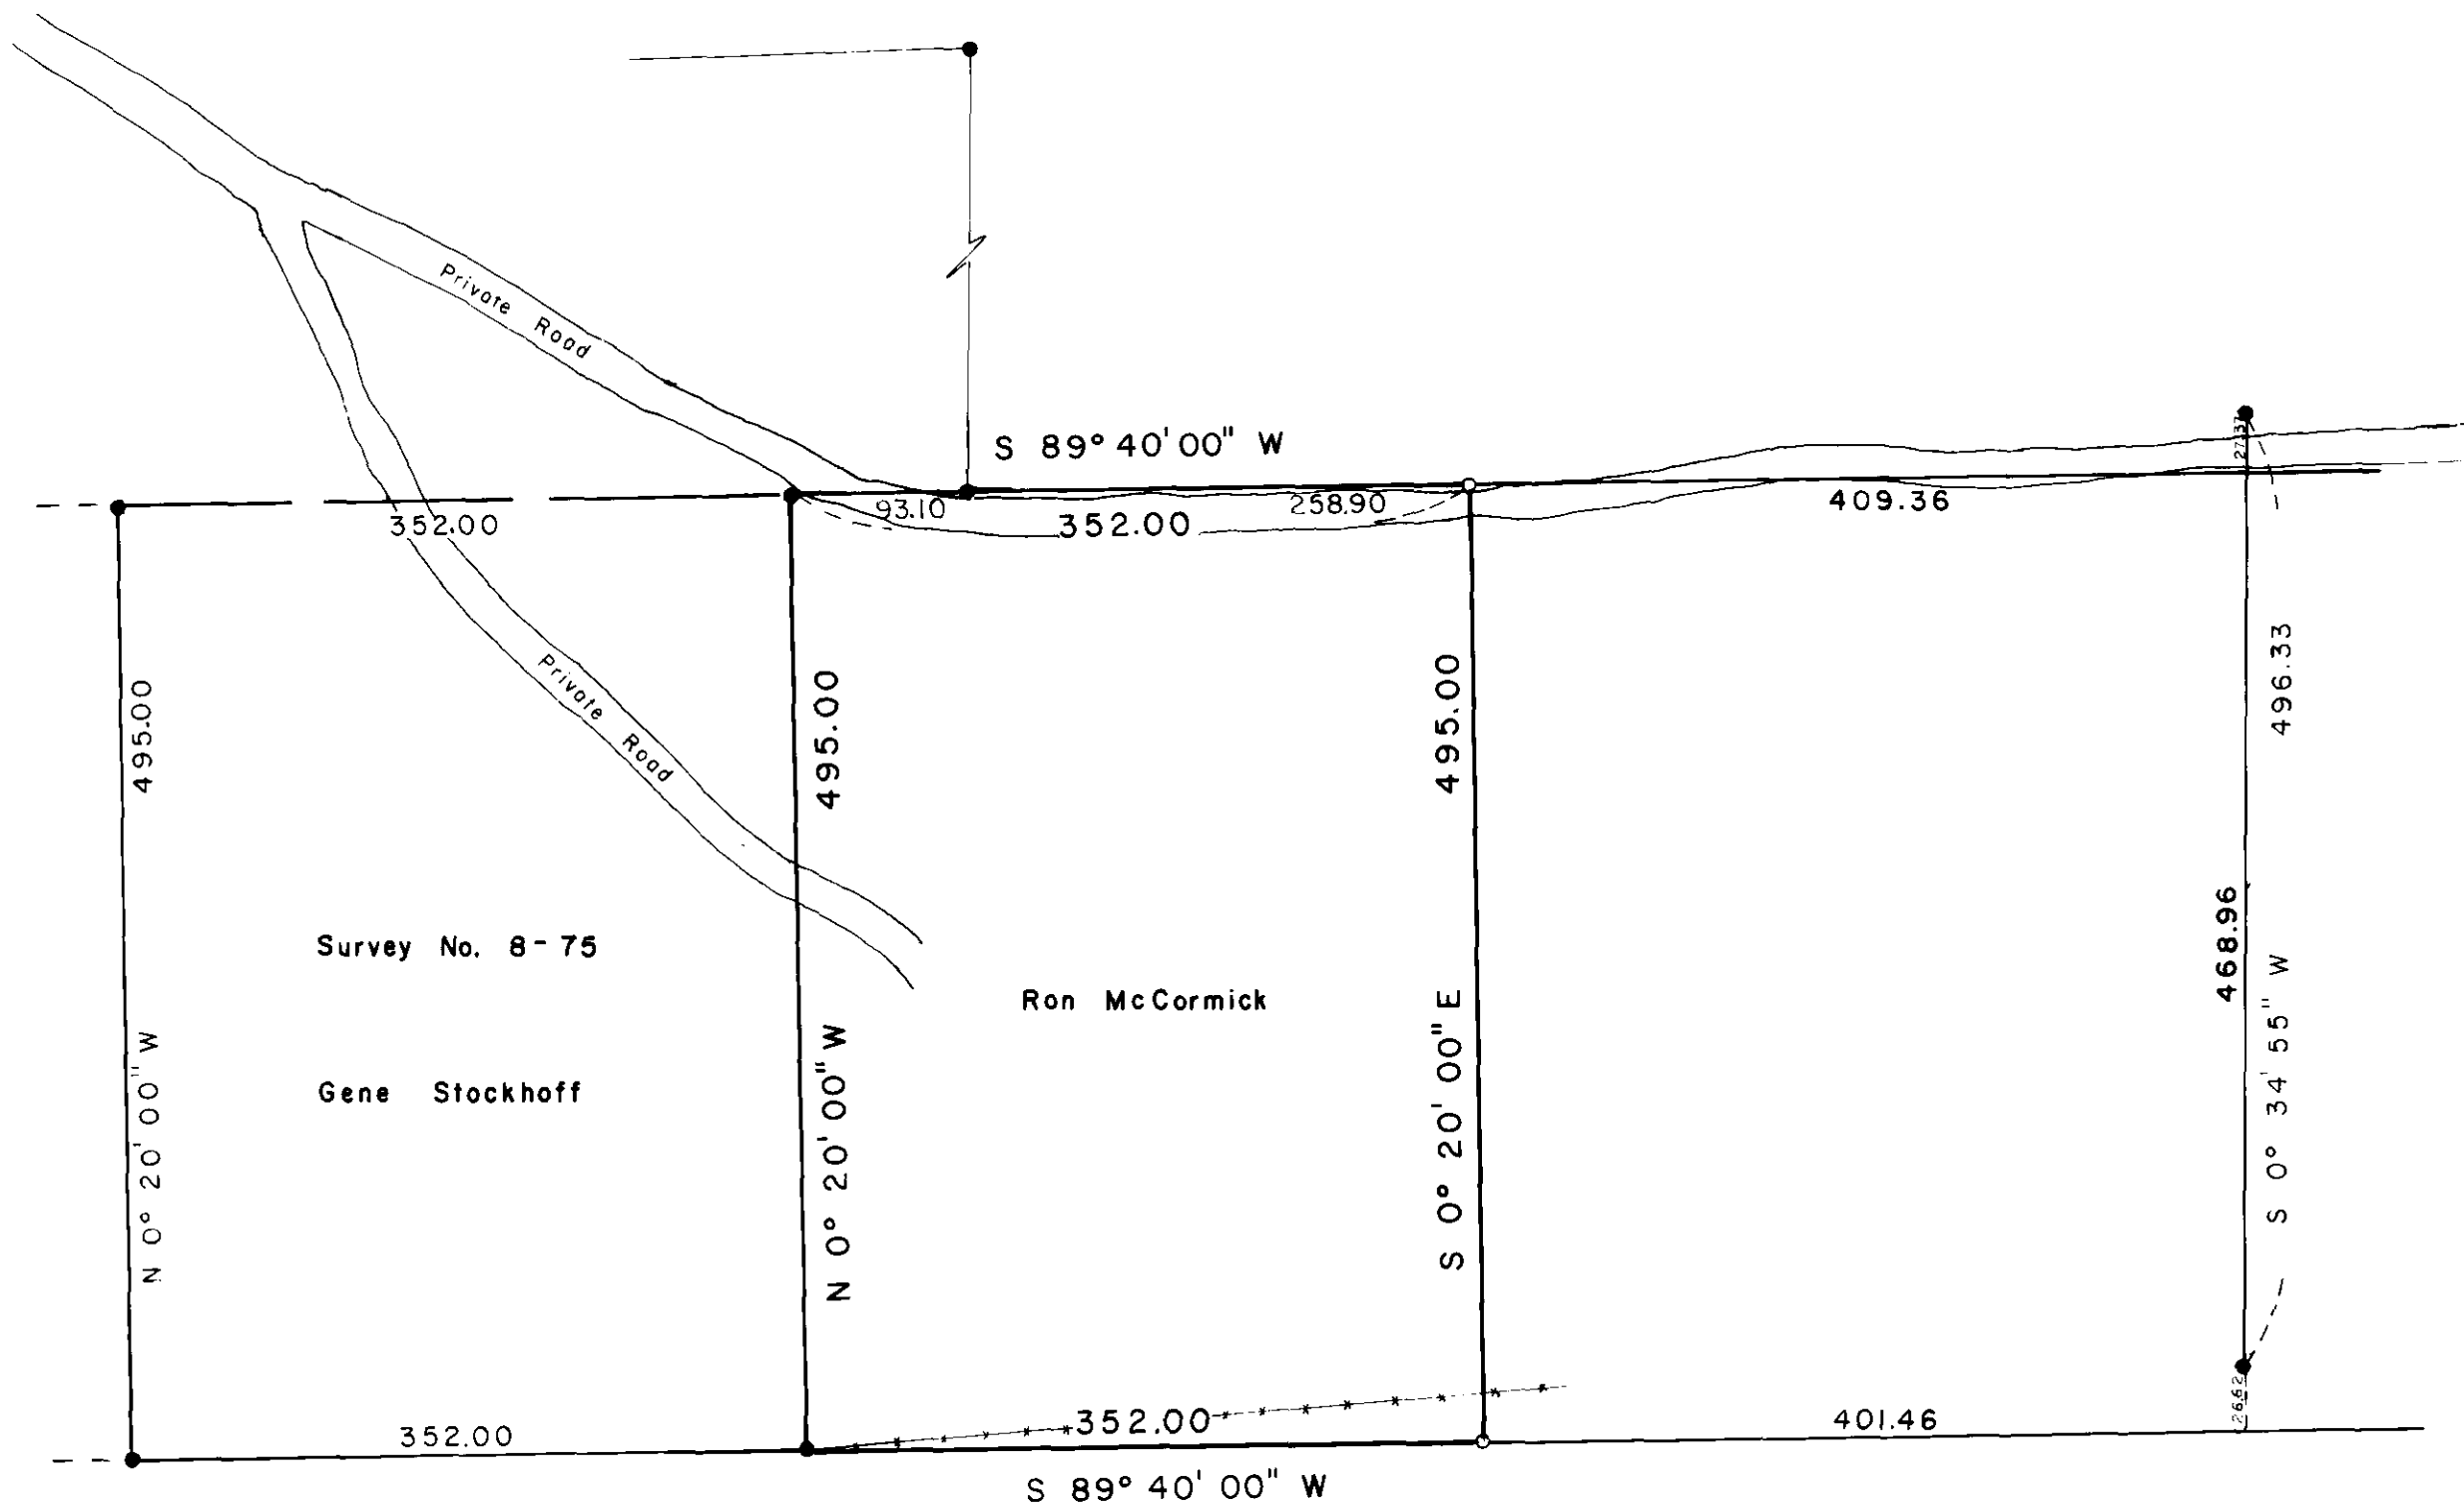 Private Road
S 89° 40' 00" W
27.37
352.00
93.10
258.90
352.00
409.36
495.00
495.00
495.00
496.33
Private Road
468.96
Survey No. 8-75
Gene Stockhoff
Ron McCormick
N 0° 20' 00" W
N 0° 20' 00" W
S 0° 20' 00" E
S 0° 34' 55" W
352.00
352.00
401.46
26.62
S 89° 40' 00" W